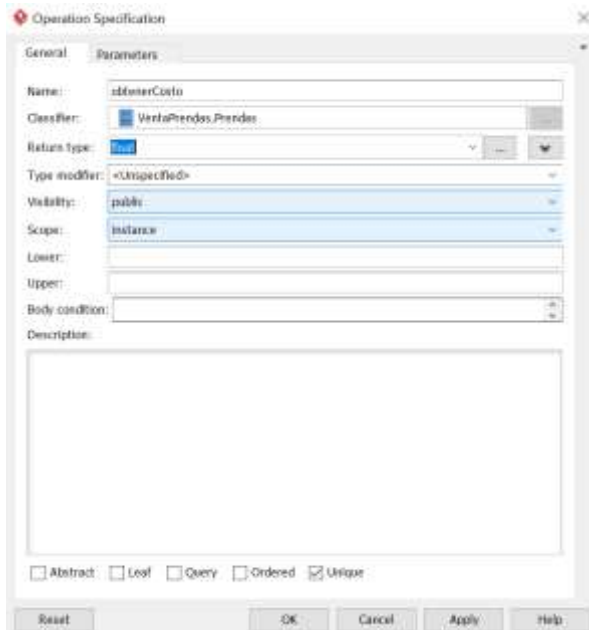 Operation Specification
General Parameters
Name: obtenerCosto
Classifier: VentaPrendas.Prendas ...
Return type: float ...
Type modifier: <Unspecified>
Visibility: public
Scope: instance
Lower:
Upper:
Body condition:
Description:
Abstract Leaf Query Ordered Unique
Reset OK Cancel Apply Help